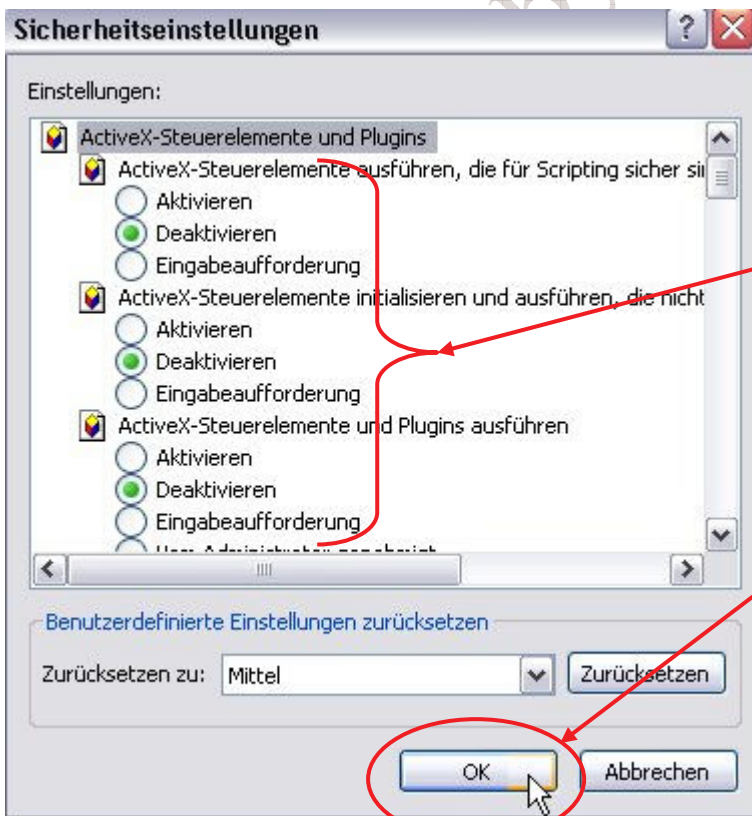 Sicherheitseinstellungen
Einstellungen:
ActiveX-Steuerelemente und Plugins
ActiveX-Steuerelemente ausführen, die für Scripting sicher
Aktivieren
Deaktivieren
Eingabeaufforderung
ActiveX-Steuerelemente initialisieren und ausführen, die nicht
Aktivieren
Deaktivieren
Eingabeaufforderung
ActiveX-Steuerelemente und Plugins ausführen
Aktivieren
Deaktivieren
Eingabeaufforderung
Benutzerdefinierte Einstellungen zurücksetzen
Zurücksetzen zu: Mittel Zurücksetzen
OK Abbrechen